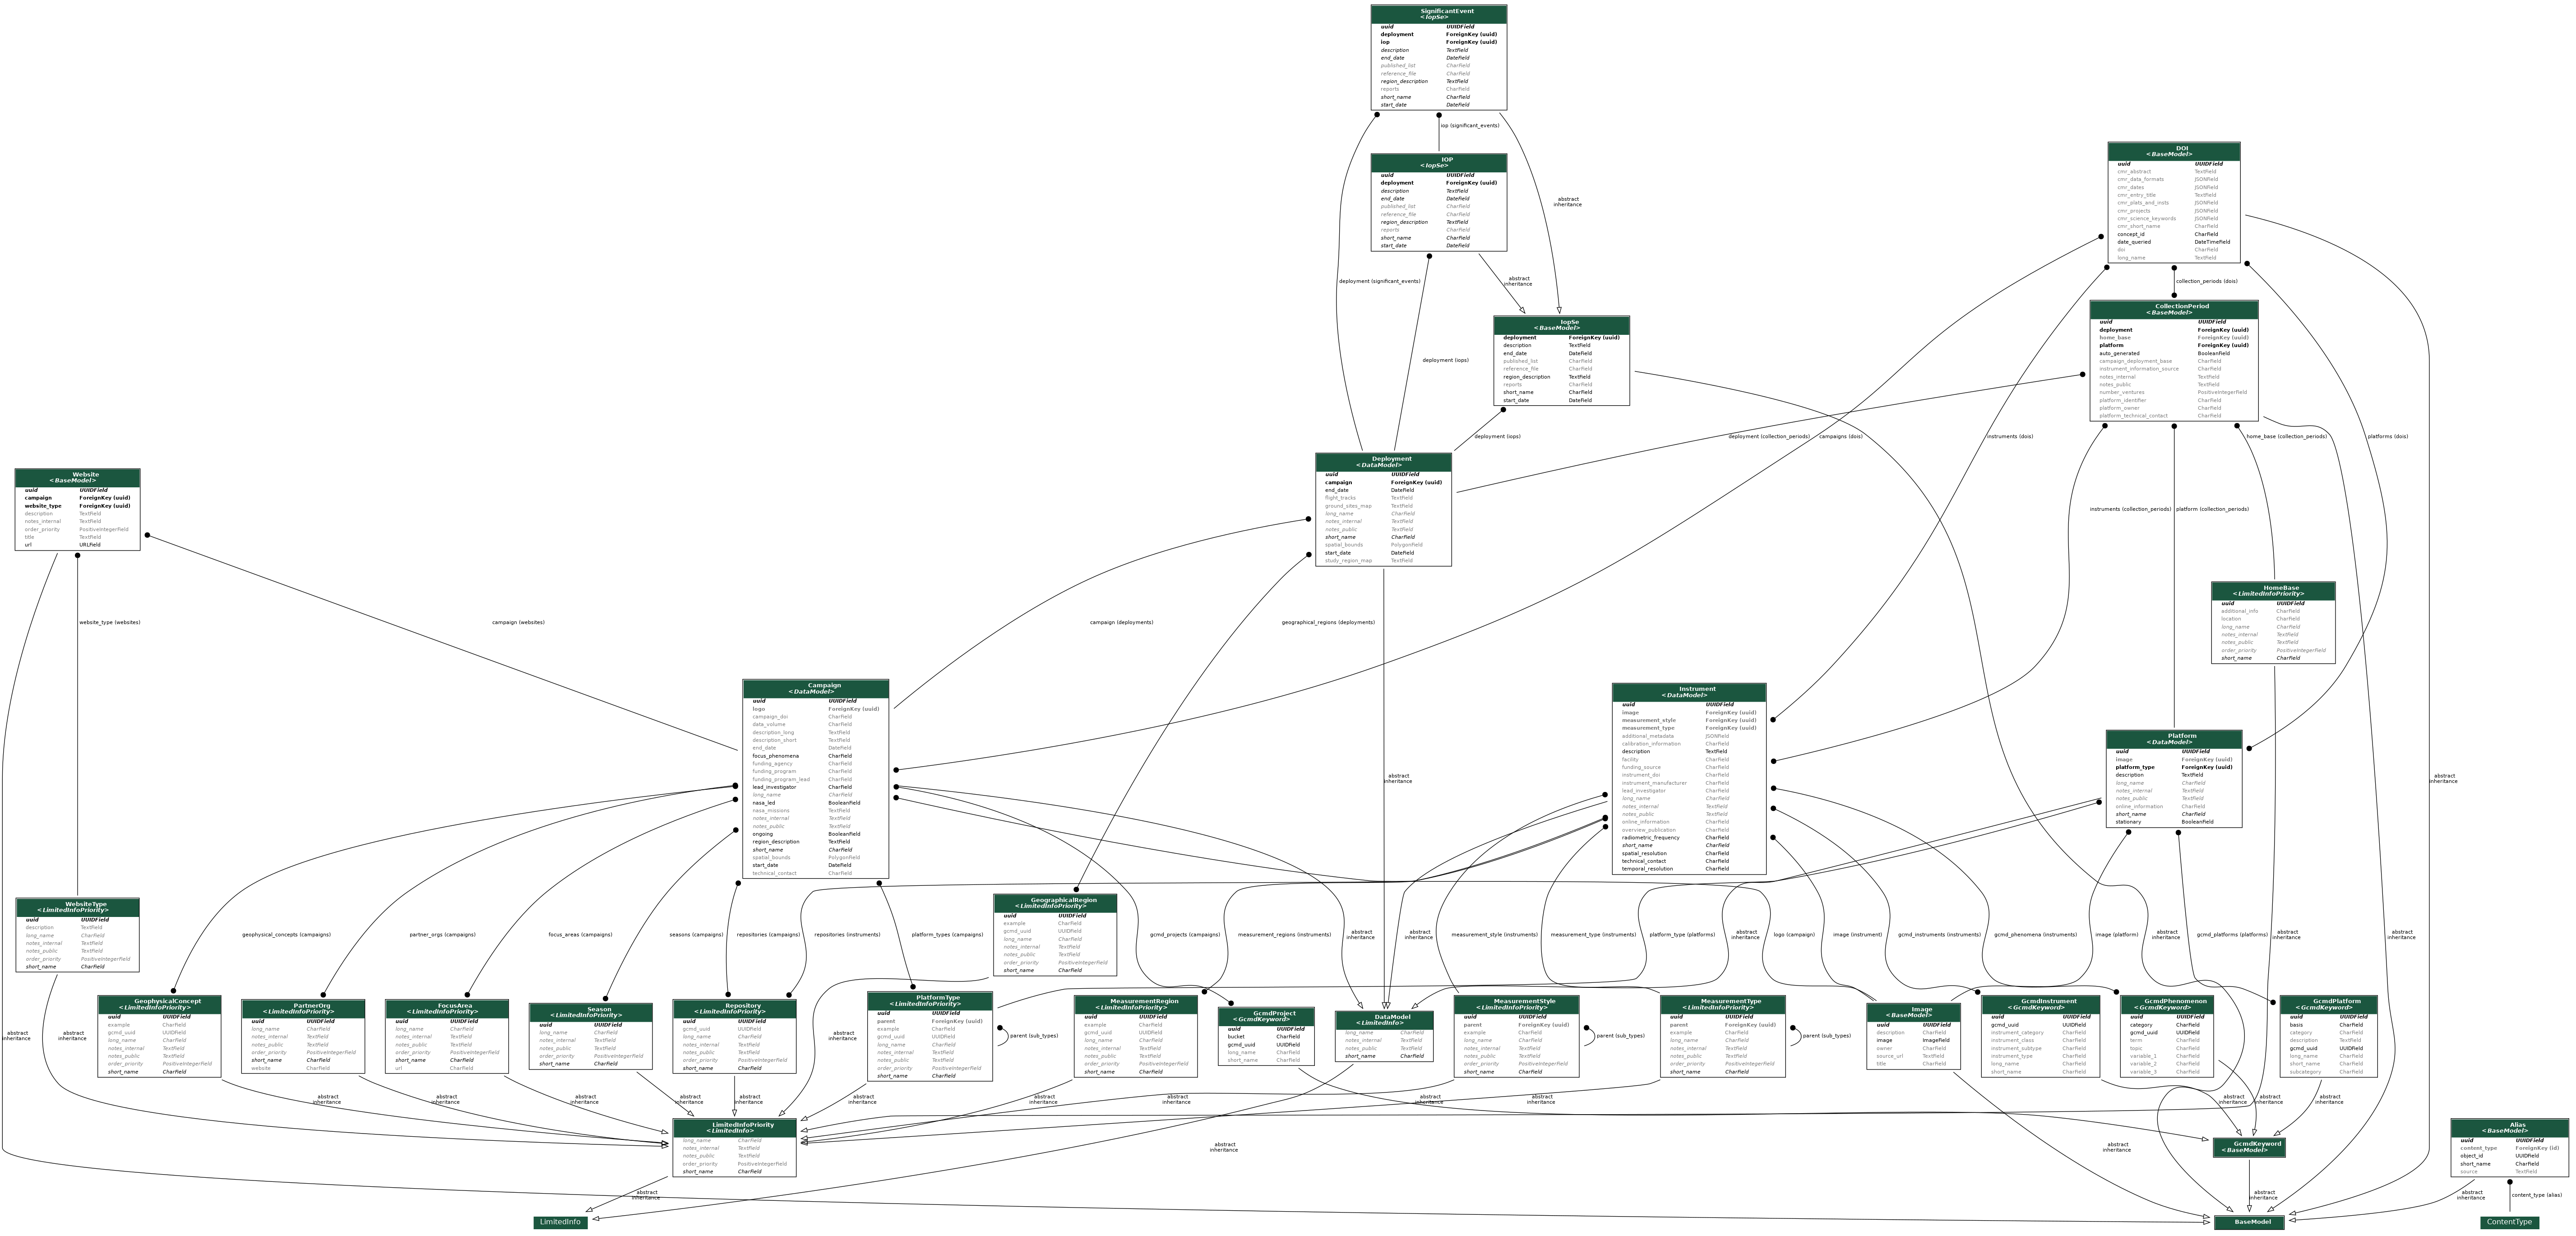 SignificantEvent
<IopSe>
uuid UUIDField
deployment ForeignKey (uuid)
iop ForeignKey (uuid)
description TextField
end_date DateField
published_list CharField
reference_file CharField
region_description TextField
reports CharField
short_name CharField
start_date DateField
iop (significant_events)
IOP
<IopSe>
uuid UUIDField
deployment ForeignKey (uuid)
description TextField
end_date DateField
published_list CharField
reference_file CharField
region_description TextField
reports CharField
short_name CharField
start_date DateField
abstract
inheritance
DOI
<BaseModel>
uuid UUIDField
cmr_abstract TextField
cmr_data_formats JSONField
cmr_dates JSONField
cmr_entry_title TextField
cmr_plats_and_insts JSONField
cmr_projects JSONField
cmr_science_keywords JSONField
cmr_short_name CharField
concept_id CharField
date_queried DateTimeField
doi CharField
long_name TextField
deployment (significant_events)
abstract
inheritance
collection_periods (dois)
IopSe
<BaseModel>
deployment ForeignKey (uuid)
description TextField
end_date DateField
published_list CharField
reference_file CharField
region_description TextField
reports CharField
short_name CharField
start_date DateField
CollectionPeriod
<BaseModel>
uuid UUIDField
deployment ForeignKey (uuid)
home_base ForeignKey (uuid)
platform ForeignKey (uuid)
auto_generated BooleanField
campaign_deployment_base CharField
instrument_information_source CharField
notes_internal TextField
notes_public TextField
number_ventures PositiveIntegerField
platform_identifier CharField
platform_owner CharField
platform_technical_contact CharField
deployment (iops)
deployment (iops)
deployment (collection_periods)
campaigns (dois)
instruments (dois)
home_base (collection_periods)
platforms (dois)
Deployment
<DataModel>
uuid UUIDField
campaign ForeignKey (uuid)
end_date DateField
flight_tracks TextField
ground_sites_map TextField
long_name CharField
notes_internal TextField
notes_public TextField
short_name CharField
spatial_bounds PolygonField
start_date DateField
study_region_map TextField
Website
<BaseModel>
uuid UUIDField
campaign ForeignKey (uuid)
website_type ForeignKey (uuid)
description TextField
notes_internal TextField
order_priority PositiveIntegerField
title TextField
url URLField
instruments (collection_periods)
platform (collection_periods)
HomeBase
<LimitedInfoPriority>
uuid UUIDField
additional_info CharField
location CharField
long_name CharField
notes_internal TextField
notes_public TextField
order_priority PositiveIntegerField
short_name CharField
website_type (websites)
campaign (websites)
campaign (deployments)
geographical_regions (deployments)
Campaign
<DataModel>
uuid UUIDField
logo ForeignKey (uuid)
campaign_doi CharField
data_volume CharField
description_long TextField
description_short TextField
end_date DateField
focus_phenomena CharField
funding_agency CharField
funding_program CharField
funding_program_lead CharField
lead_investigator CharField
long_name CharField
nasa_led BooleanField
nasa_missions TextField
notes_internal TextField
notes_public TextField
ongoing BooleanField
region_description TextField
short_name CharField
spatial_bounds PolygonField
start_date DateField
technical_contact CharField
Instrument
<DataModel>
uuid UUIDField
image ForeignKey (uuid)
measurement_style ForeignKey (uuid)
measurement_type ForeignKey (uuid)
additional_metadata JSONField
calibration_information CharField
description TextField
facility CharField
funding_source CharField
instrument_doi CharField
instrument_manufacturer CharField
lead_investigator CharField
long_name CharField
notes_internal TextField
notes_public TextField
online_information CharField
overview_publication CharField
radiometric_frequency CharField
short_name CharField
spatial_resolution CharField
technical_contact CharField
temporal_resolution CharField
Platform
<DataModel>
uuid UUIDField
image ForeignKey (uuid)
platform_type ForeignKey (uuid)
description TextField
long_name CharField
notes_internal TextField
notes_public TextField
online_information CharField
short_name CharField
stationary BooleanField
abstract
inheritance
abstract
inheritance
WebsiteType
<LimitedInfoPriority>
uuid UUIDField
description TextField
long_name CharField
notes_internal TextField
notes_public TextField
order_priority PositiveIntegerField
short_name CharField
GeographicalRegion
<LimitedInfoPriority>
uuid UUIDField
example CharField
gcmd_uuid UUIDField
long_name CharField
notes_internal TextField
notes_public TextField
order_priority PositiveIntegerField
short_name CharField
geophysical_concepts (campaigns)
partner_orgs (campaigns)
focus_areas (campaigns)
seasons (campaigns)
repositories (campaigns)
repositories (instruments)
platform_types (campaigns)
gcmd_projects (campaigns)
measurement_regions (instruments)
abstract
inheritance
abstract
inheritance
measurement_style (instruments)
measurement_type (instruments)
platform_type (platforms)
abstract
inheritance
logo (campaign)
image (instrument)
gcmd_instruments (instruments)
gcmd_phenomena (instruments)
image (platform)
abstract
inheritance
gcmd_platforms (platforms)
abstract
inheritance
abstract
inheritance
GeophysicalConcept
<LimitedInfoPriority>
uuid UUIDField
example CharField
gcmd_uuid UUIDField
long_name CharField
notes_internal TextField
notes_public TextField
order_priority PositiveIntegerField
short_name CharField
PartnerOrg
<LimitedInfoPriority>
uuid UUIDField
long_name CharField
notes_internal TextField
notes_public TextField
order_priority PositiveIntegerField
short_name CharField
website CharField
FocusArea
<LimitedInfoPriority>
uuid UUIDField
long_name CharField
notes_internal TextField
notes_public TextField
order_priority PositiveIntegerField
short_name CharField
url CharField
Season
<LimitedInfoPriority>
uuid UUIDField
long_name CharField
notes_internal TextField
notes_public TextField
order_priority PositiveIntegerField
short_name CharField
Repository
<LimitedInfoPriority>
uuid UUIDField
gcmd_uuid UUIDField
long_name CharField
notes_internal TextField
notes_public TextField
order_priority PositiveIntegerField
short_name CharField
PlatformType
<LimitedInfoPriority>
uuid UUIDField
parent ForeignKey (uuid)
example CharField
gcmd_uuid UUIDField
long_name CharField
notes_internal TextField
notes_public TextField
order_priority PositiveIntegerField
short_name CharField
parent (sub_types)
MeasurementRegion
<LimitedInfoPriority>
uuid UUIDField
example CharField
gcmd_uuid UUIDField
long_name CharField
notes_internal TextField
notes_public TextField
order_priority PositiveIntegerField
short_name CharField
GcmdProject
<GcmdKeyword>
uuid UUIDField
bucket CharField
gcmd_uuid UUIDField
long_name CharField
short_name CharField
DataModel
<LimitedInfo>
long_name CharField
notes_internal TextField
notes_public TextField
short_name CharField
MeasurementStyle
<LimitedInfoPriority>
uuid UUIDField
parent ForeignKey (uuid)
example CharField
gcmd_uuid UUIDField
long_name CharField
notes_internal TextField
notes_public TextField
order_priority PositiveIntegerField
short_name CharField
parent (sub_types)
MeasurementType
<LimitedInfoPriority>
uuid UUIDField
parent ForeignKey (uuid)
example CharField
gcmd_uuid UUIDField
long_name CharField
notes_internal TextField
notes_public TextField
order_priority PositiveIntegerField
short_name CharField
parent (sub_types)
Image
<BaseModel>
uuid UUIDField
description CharField
image ImageField
owner CharField
source_url TextField
title CharField
GcmdInstrument
<GcmdKeyword>
uuid UUIDField
gcmd_uuid UUIDField
instrument_category CharField
instrument_class CharField
instrument_subtype CharField
instrument_type CharField
long_name CharField
short_name CharField
GcmdPhenomenon
<GcmdKeyword>
uuid UUIDField
category CharField
gcmd_uuid UUIDField
term CharField
topic CharField
variable_1 CharField
variable_2 CharField
variable_3 CharField
GcmdPlatform
<GcmdKeyword>
uuid UUIDField
basis CharField
category CharField
description TextField
gcmd_uuid UUIDField
long_name CharField
short_name CharField
subcategory CharField
abstract
inheritance
abstract
inheritance
abstract
inheritance
abstract
inheritance
abstract
inheritance
abstract
inheritance
abstract
inheritance
abstract
inheritance
abstract
inheritance
abstract
inheritance
abstract
inheritance
abstract
inheritance
abstract
inheritance
abstract
inheritance
abstract
inheritance
LimitedInfoPriority
<LimitedInfo>
long_name CharField
notes_internal TextField
notes_public TextField
order_priority PositiveIntegerField
short_name CharField
abstract
inheritance
abstract
inheritance
GcmdKeyword
<BaseModel>
Alias
<BaseModel>
uuid UUIDField
content_type ForeignKey (id)
object_id UUIDField
short_name CharField
source TextField
abstract
inheritance
abstract
inheritance
abstract
inheritance
content_type (alias)
LimitedInfo
BaseModel
ContentType